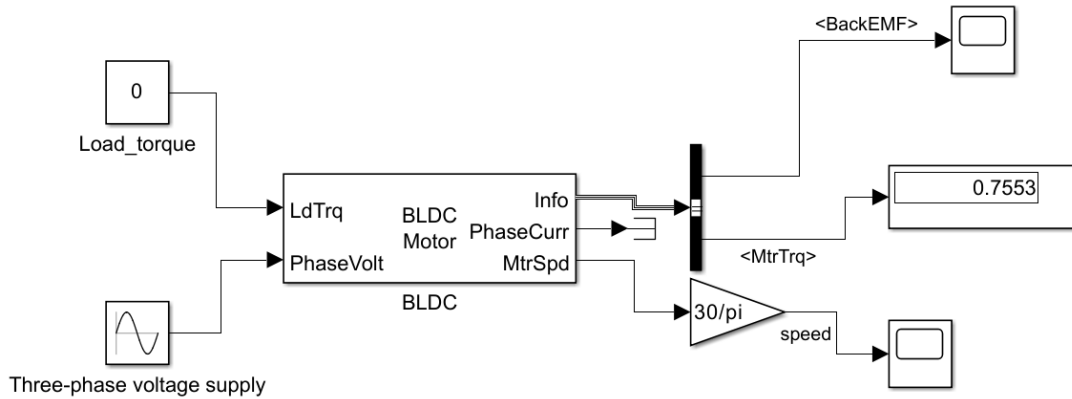 <BackEMF>
0
Load_torque
0.7553
LdTrq
BLDC
Motor
Info
PhaseCurr
PhaseVolt
MtrSpd
<MtrTrq>
BLDC
30/pi
speed
Three-phase voltage supply